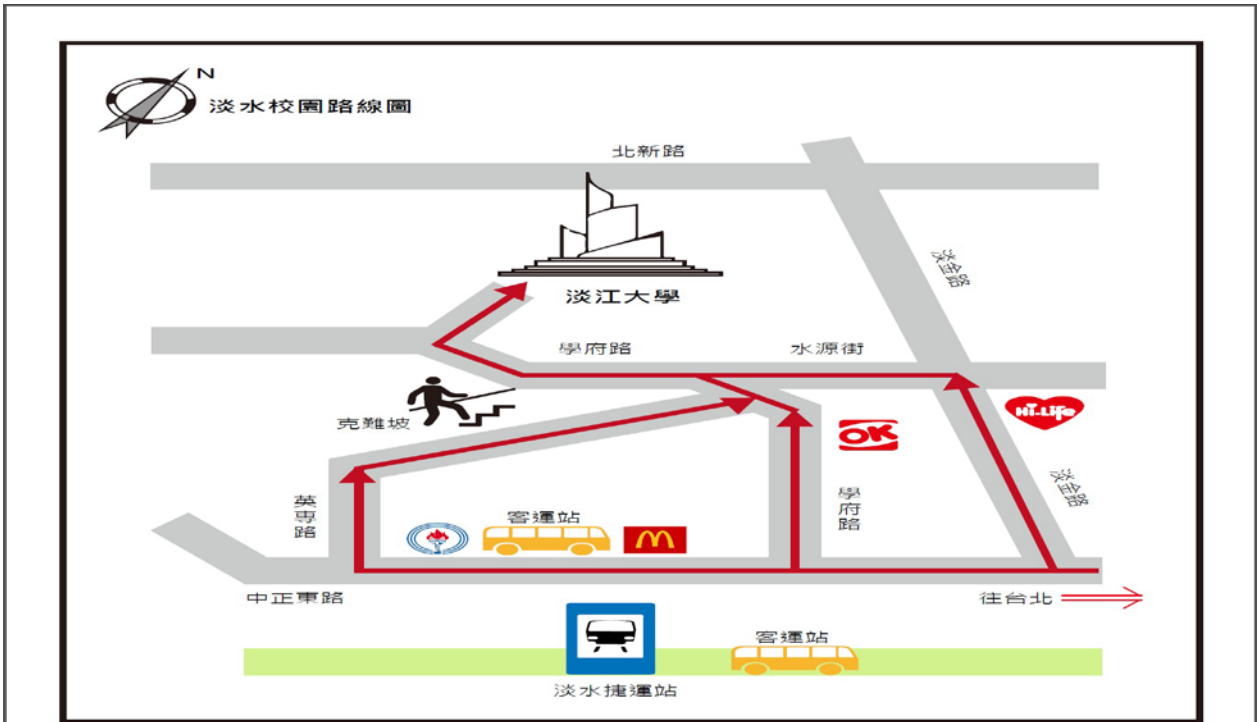 N
淡水校園路線圖
北新路
淡金路
淡江大學
學府路
水源街
克難坡
Hi-Life
OK
淡金路
英專路
客運站
學府路
中正東路
往台北
客運站
淡水捷運站